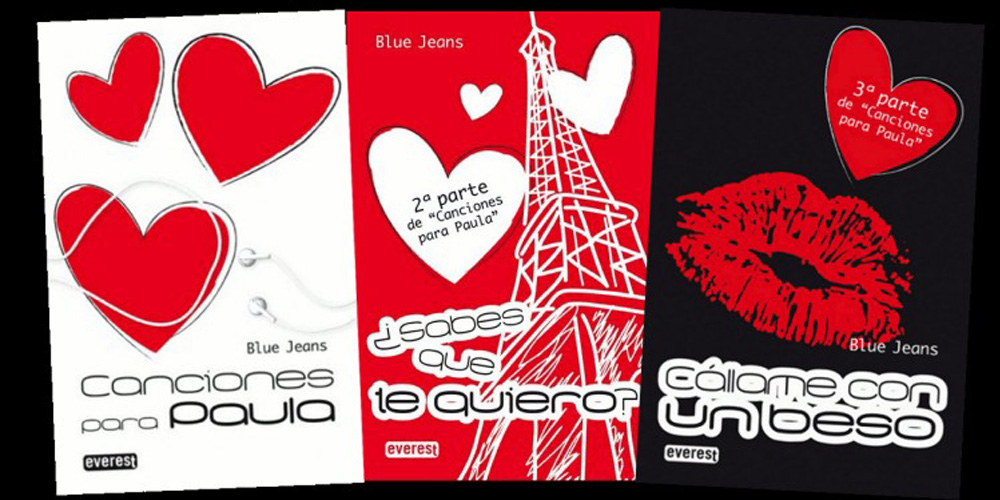 Blue Jeans
Canciones
para Paula
everest
Blue Jeans
2ª parte
de "Canciones
para Paula"
¿Sabes
que
te quiero?
everest
3ª parte
de "Canciones
para Paula"
Blue Jeans
Cállame con
un beso
everest